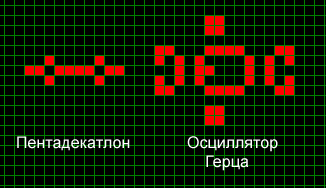 Пентадекатлон
Осциллятор
Герца